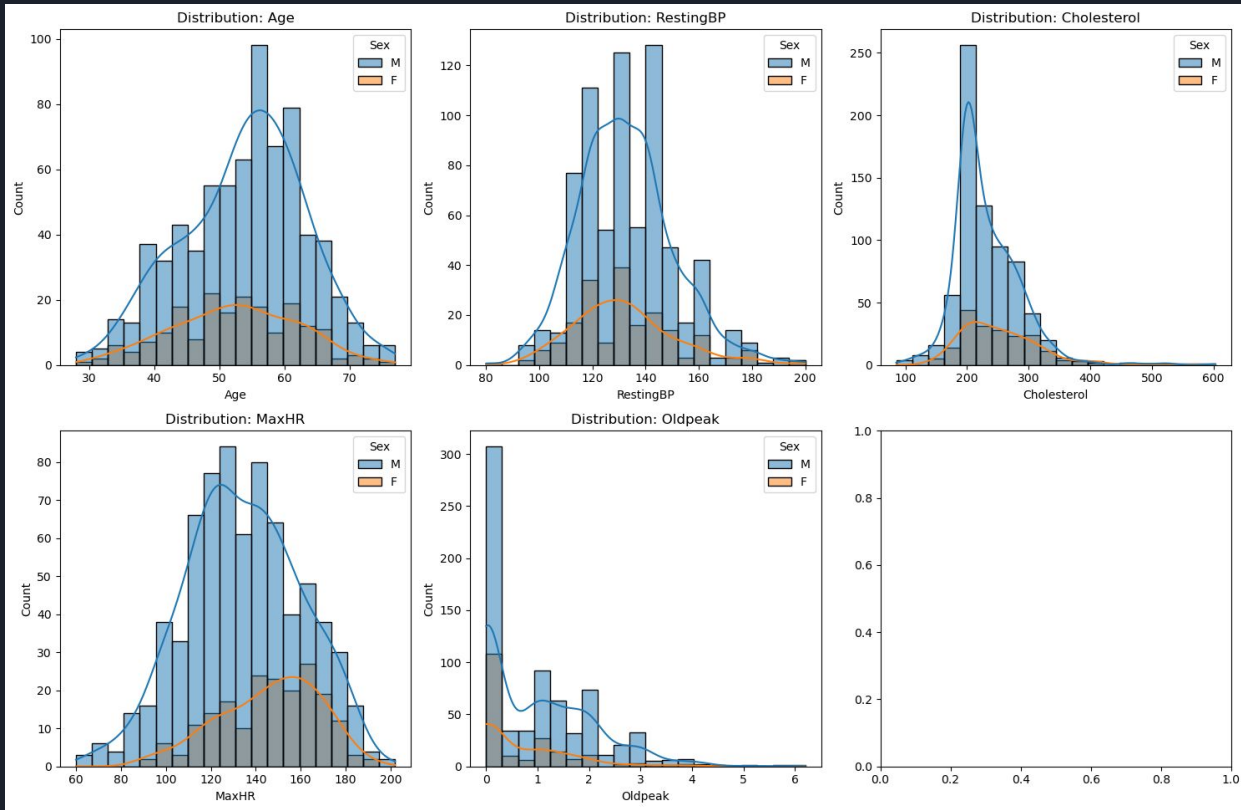 Distribution: Age
Sex
M
F
100
80
60
40
20
0
Count
30 40 50 60 70
Age
Distribution: RestingBP
Sex
M
F
120
100
80
60
40
20
0
Count
80 100 120 140 160 180 200
RestingBP
Distribution: Cholesterol
Sex
M
F
250
200
150
100
50
0
Count
100 200 300 400 500 600
Cholesterol
Distribution: MaxHR
Sex
M
F
80
70
60
50
40
30
20
10
0
Count
60 80 100 120 140 160 180 200
MaxHR
Distribution: Oldpeak
Sex
M
F
300
250
200
150
100
50
0
Count
0 1 2 3 4 5 6
Oldpeak
1.0
0.8
0.6
0.4
0.2
0.0
0.0 0.2 0.4 0.6 0.8 1.0